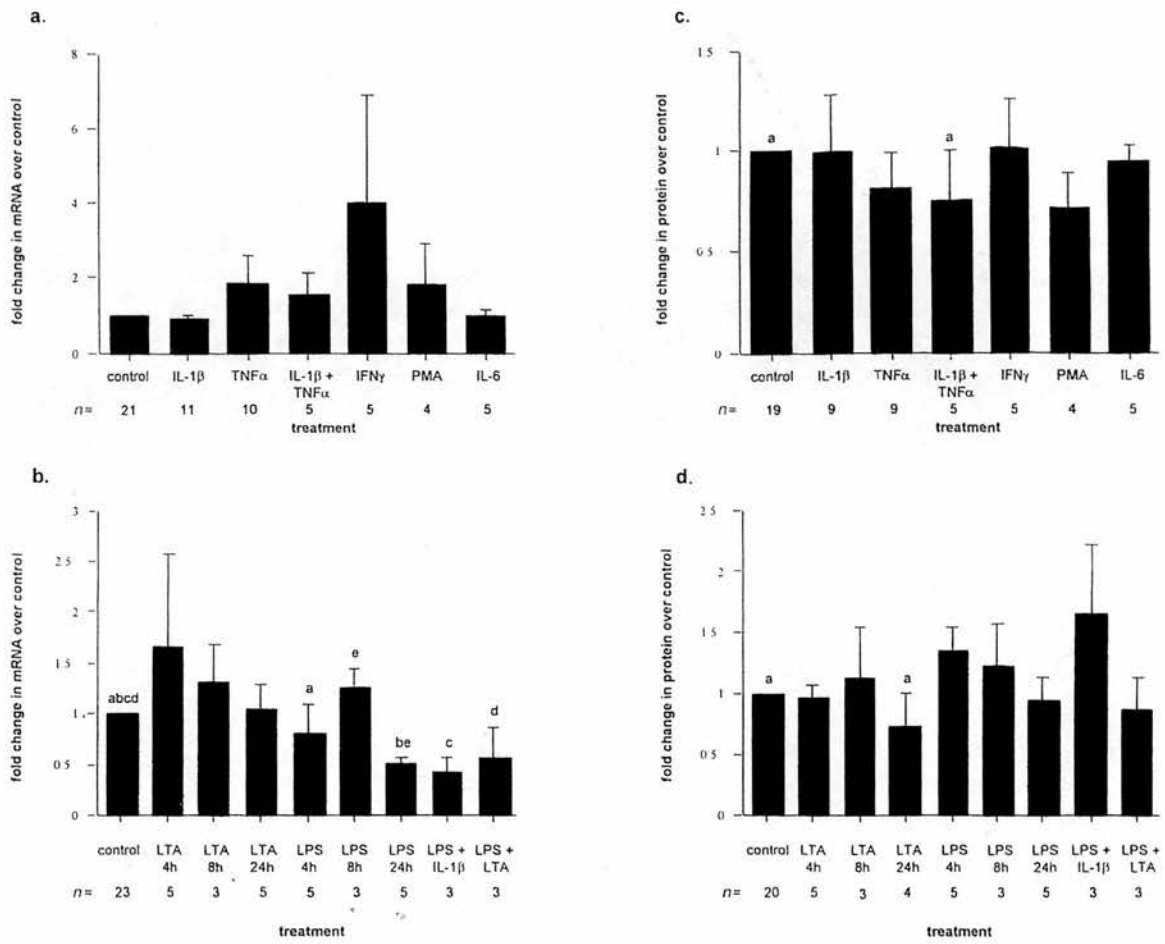 a.
fold change in mRNA over control
8
6
4
2
0
control IL-1β TNFα IL-1β + TNFα IFNγ PMA IL-6
n= 21 11 10 5 5 4 5
treatment
c.
fold change in protein over control
1 5
1
0 5
0
a a
control IL-1β TNFα IL-1β + TNFα IFNγ PMA IL-6
n= 19 9 9 5 5 4 5
treatment
b.
fold change in mRNA over control
3
2 5
2
1 5
1
0 5
0
abcd a e be c d
control LTA 4h LTA 8h LTA 24h LPS 4h LPS 8h LPS 24h LPS + IL-1β LPS + LTA
n= 23 5 3 5 5 3 5 3 3
treatment
d.
fold change in protein over control
2 5
2
1 5
1
0 5
0
a a
control LTA 4h LTA 8h LTA 24h LPS 4h LPS 8h LPS 24h LPS + IL-1β LPS + LTA
n= 20 5 3 4 5 3 5 3 3
treatment